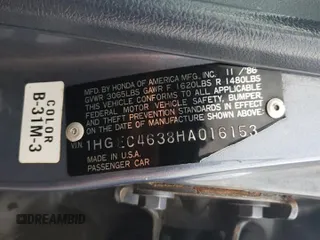 COLOR
B-31M-3
MFD. BY HONDA OF AMERICA MFG., INC. 11/86
GVWR 3065LBS GAWR F 1620LBS R 1480LBS
THIS VEHICLE CONFORMS TO ALL APPLICABLE
FEDERAL MOTOR VEHICLE SAFETY, BUMPER,
AND THEFT PREVENTION STANDARDS IN EFFECT
ON THE DATE OF MANUFACTURE SHOWN ABOVE.
VIN 1HGEC4638HA016153
MADE IN U.S.A.
PASSENGER CAR
DREAMBID